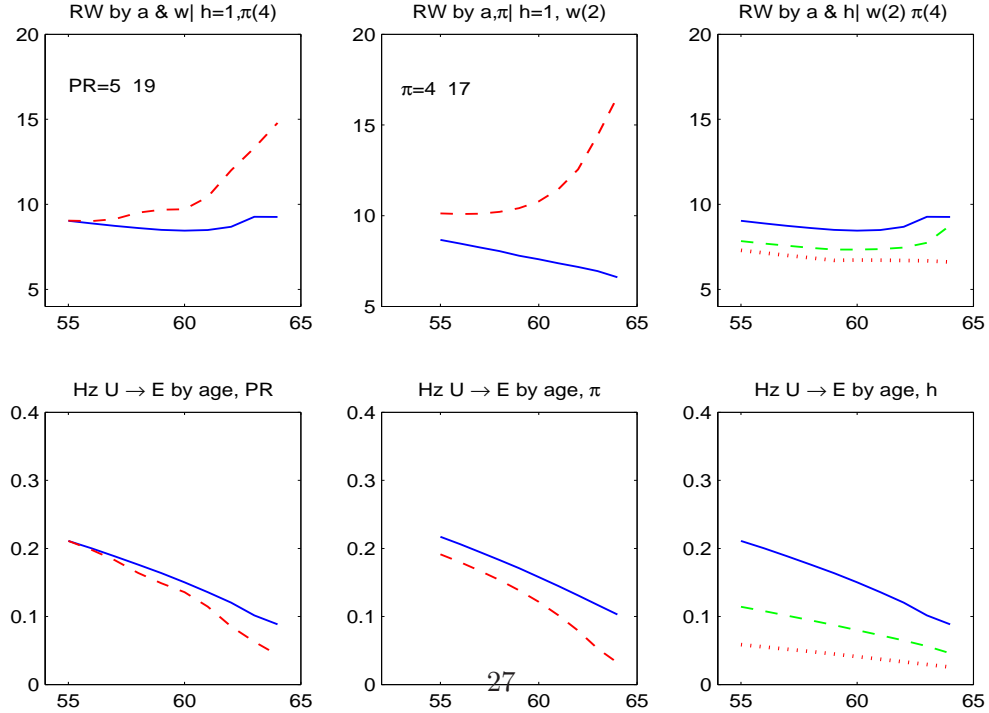 RW by a & w| h=1,π(4)
20
15
10
5
PR=5 19
55 60 65
RW by a,π| h=1, w(2)
20
15
10
5
π=4 17
55 60 65
RW by a & h| w(2) π(4)
20
15
10
5
55 60 65
Hz U → E by age, PR
0.4
0.3
0.2
0.1
0
55 60 65
Hz U → E by age, π
0.4
0.3
0.2
0.1
0
55 60 65
Hz U → E by age, h
0.4
0.3
0.2
0.1
0
55 60 65
27